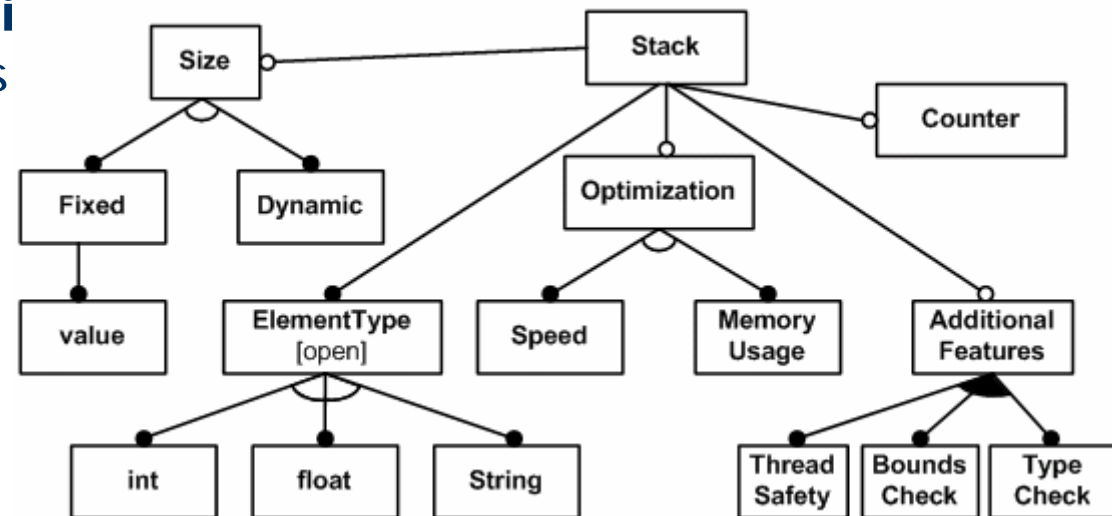 i
s
Size
Stack
Counter
Fixed
Dynamic
Optimization
value
ElementType
[open]
Speed
Memory
Usage
Additional
Features
int
float
String
Thread
Safety
Bounds
Check
Type
Check